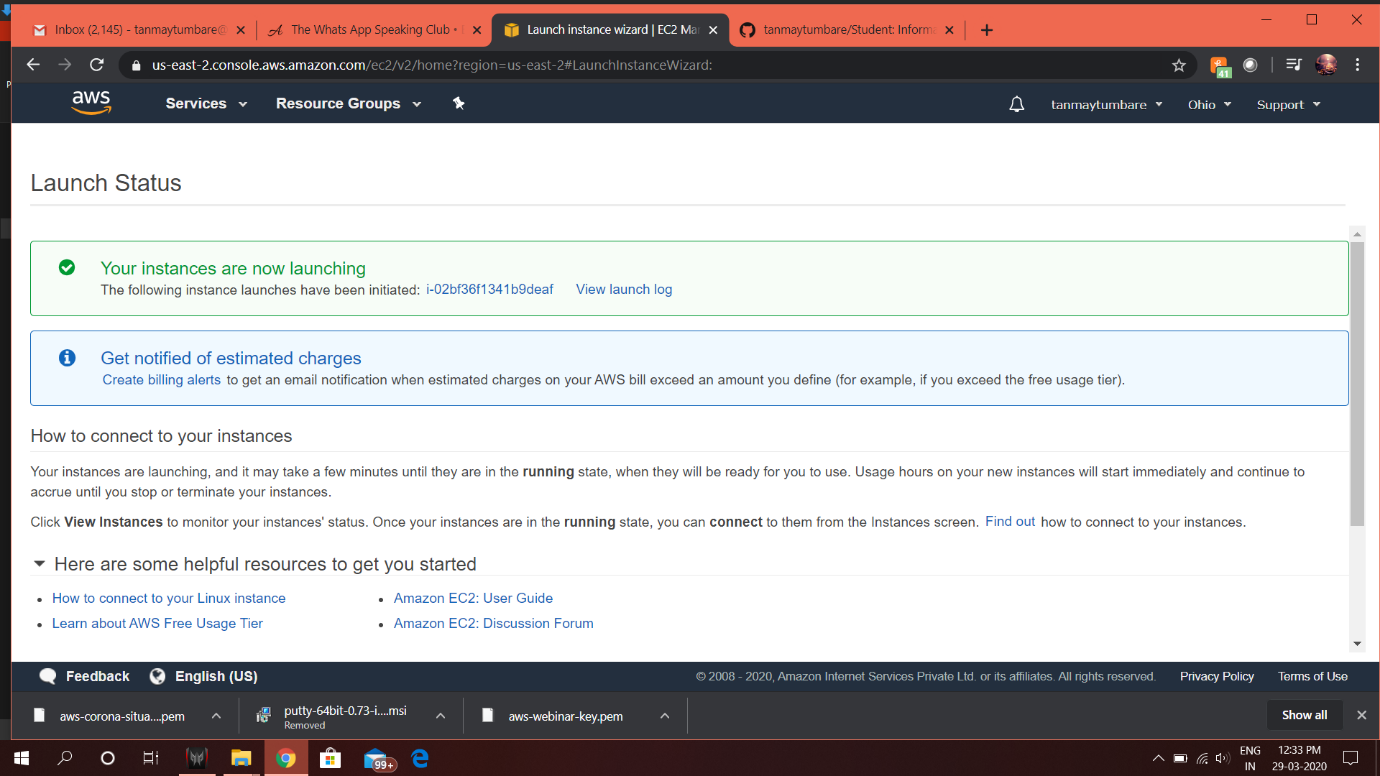 Inbox (2,145) - tanmaytumbare@
The Whats App Speaking Club •
Launch instance wizard | EC2 Ma
tanmaytumbare/Student: Inform
us-east-2.console.aws.amazon.com/ec2/v2/home?region=us-east-2#LaunchInstanceWizard:
41
aws
Services
Resource Groups
tanmaytumbare
Ohio
Support
Launch Status
Your instances are now launching
The following instance launches have been initiated: i-02bf36f1341b9deaf View launch log
Get notified of estimated charges
Create billing alerts to get an email notification when estimated charges on your AWS bill exceed an amount you define (for example, if you exceed the free usage tier).
How to connect to your instances
Your instances are launching, and it may take a few minutes until they are in the running state, when they will be ready for you to use. Usage hours on your new instances will start immediately and continue to
accrue until you stop or terminate your instances.
Click View Instances to monitor your instances' status. Once your instances are in the running state, you can connect to them from the Instances screen. Find out how to connect to your instances.
Here are some helpful resources to get you started
• How to connect to your Linux instance
• Amazon EC2: User Guide
• Learn about AWS Free Usage Tier
• Amazon EC2: Discussion Forum
Feedback
English (US)
© 2008 - 2020, Amazon Internet Services Private Ltd. or its affiliates. All rights reserved.
Privacy Policy
Terms of Use
aws-corona-situa....pem
putty-64bit-0.73-i....msi
Removed
aws-webinar-key.pem
Show all
99+
ENG
IN
12:33 PM
29-03-2020